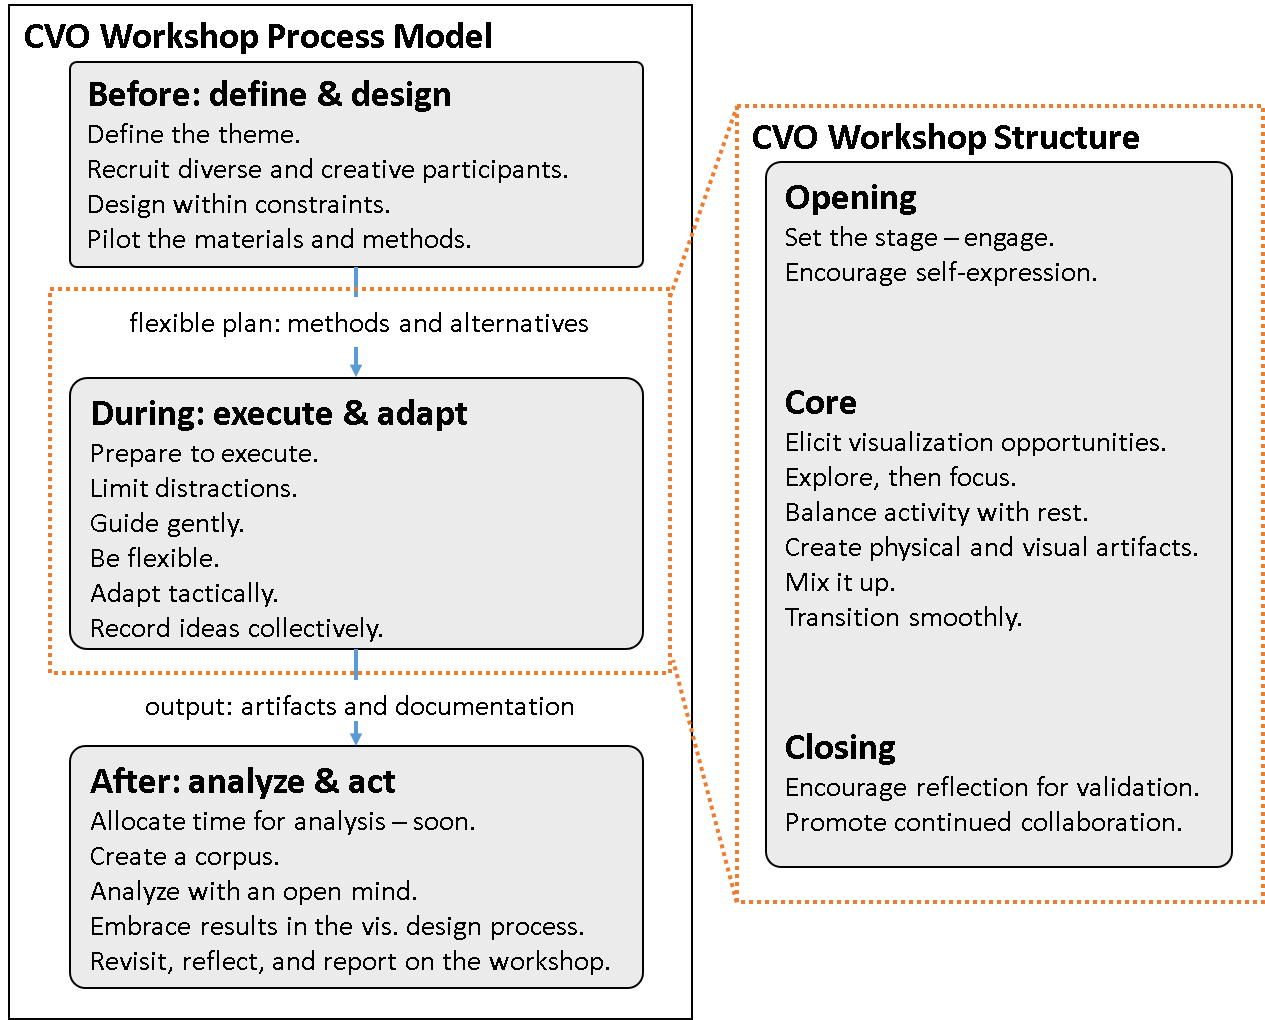 CVO Workshop Process Model
Before: define & design
Define the theme.
Recruit diverse and creative participants.
Design within constraints.
Pilot the materials and methods.
flexible plan: methods and alternatives
During: execute & adapt
Prepare to execute.
Limit distractions.
Guide gently.
Be flexible.
Adapt tactically.
Record ideas collectively.
output: artifacts and documentation
After: analyze & act
Allocate time for analysis – soon.
Create a corpus.
Analyze with an open mind.
Embrace results in the vis. design process.
Revisit, reflect, and report on the workshop.
CVO Workshop Structure
Opening
Set the stage – engage.
Encourage self-expression.
Core
Elicit visualization opportunities.
Explore, then focus.
Balance activity with rest.
Create physical and visual artifacts.
Mix it up.
Transition smoothly.
Closing
Encourage reflection for validation.
Promote continued collaboration.